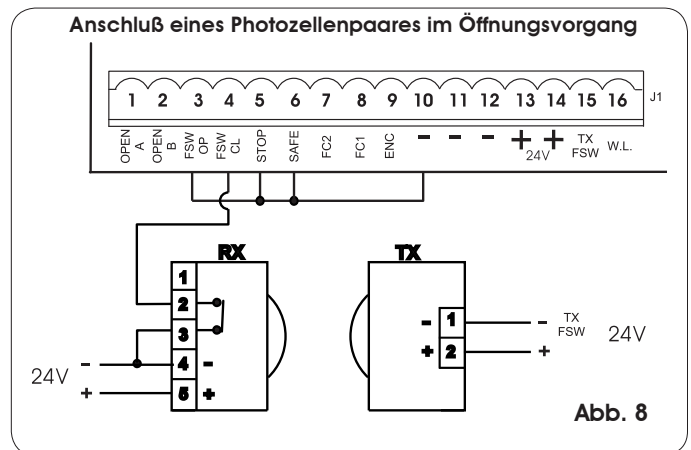 Anschluß eines Photozellenpaares im Öffnungsvorgang
1 2 3 4 5 6 7 8 9 10 11 12 13 14 15 16 J1
OPEN A
OPEN B
FSW OP
FSW CL
STOP
SAFE
FC2
FC1
ENC
- - - + +
24V
TX
FSW
W.L.
RX
1
2
3
4 -
5 +
24V
-
+
TX
- 1
+ 2
- TX
FSW
+
24V
Abb. 8